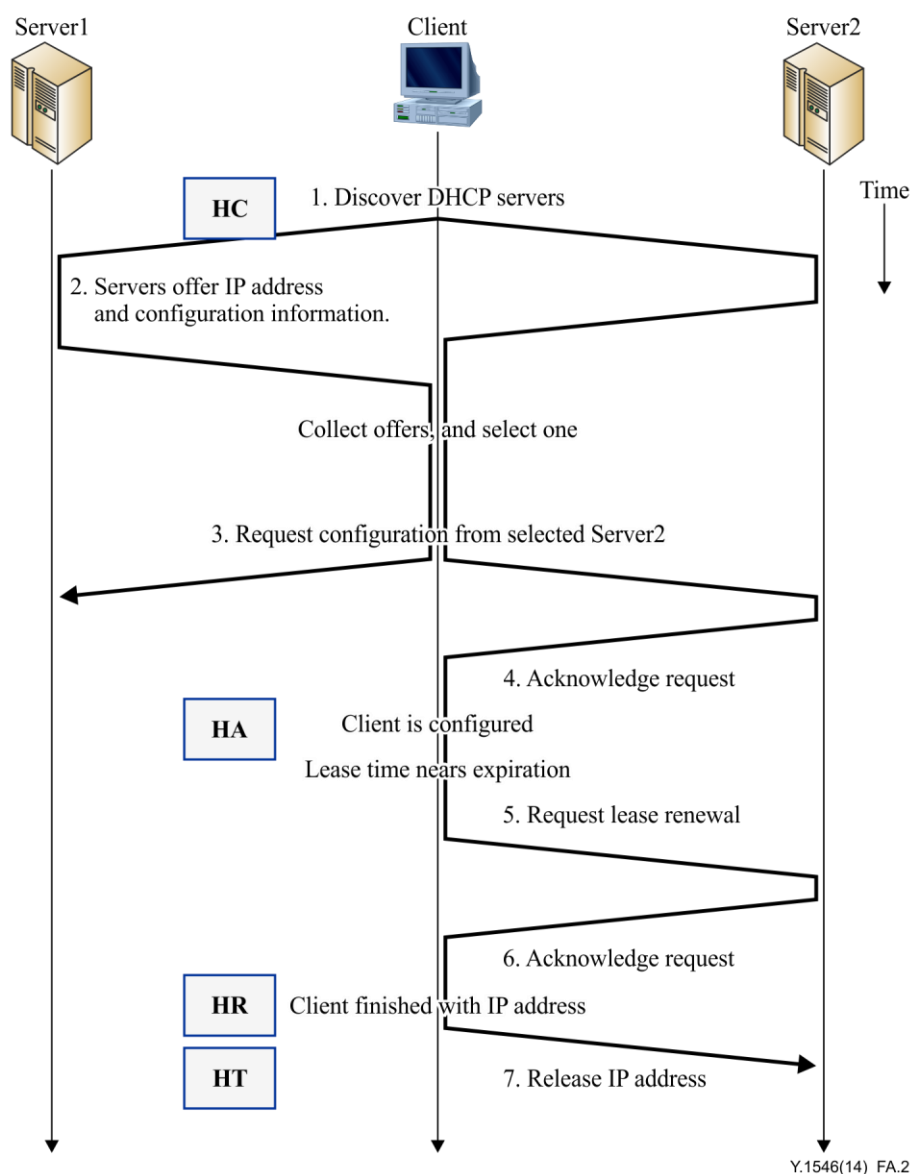 Server1
Client
Server2
Time
HC
1. Discover DHCP servers
2. Servers offer IP address
and configuration information.
Collect offers, and select one
3. Request configuration from selected Server2
4. Acknowledge request
HA
Client is configured
Lease time nears expiration
5. Request lease renewal
6. Acknowledge request
HR
Client finished with IP address
HT
7. Release IP address
Y.1546(14)_FA.2